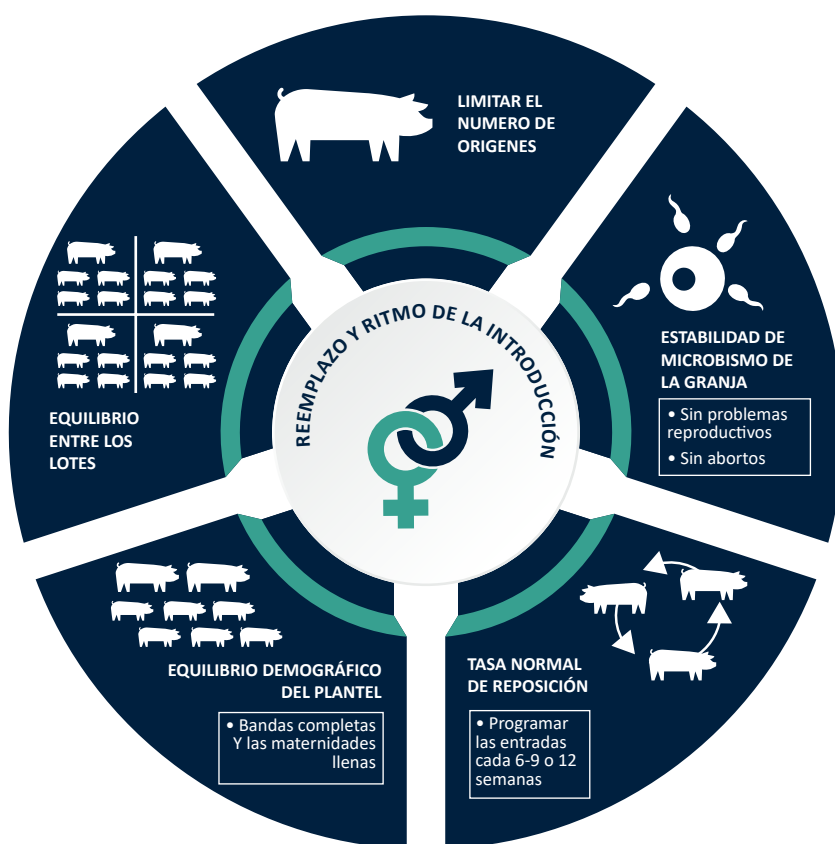 LIMITAR EL
NUMERO DE
ORIGENES
ESTABILIDAD DE
MICROBISMO DE
LA GRANJA
• Sin problemas
reproductivos
• Sin abortos
TASA NORMAL
DE REPOSICIÓN
• Programar
las entradas
cada 6-9 o 12
semanas
EQUILIBRIO DEMOGRÁFICO
DEL PLANTEL
• Bandas completas
Y las maternidades
llenas
EQUILIBRIO
ENTRE LOS
LOTES
REEMPLAZO Y RITMO DE LA INTRODUCCIÓN